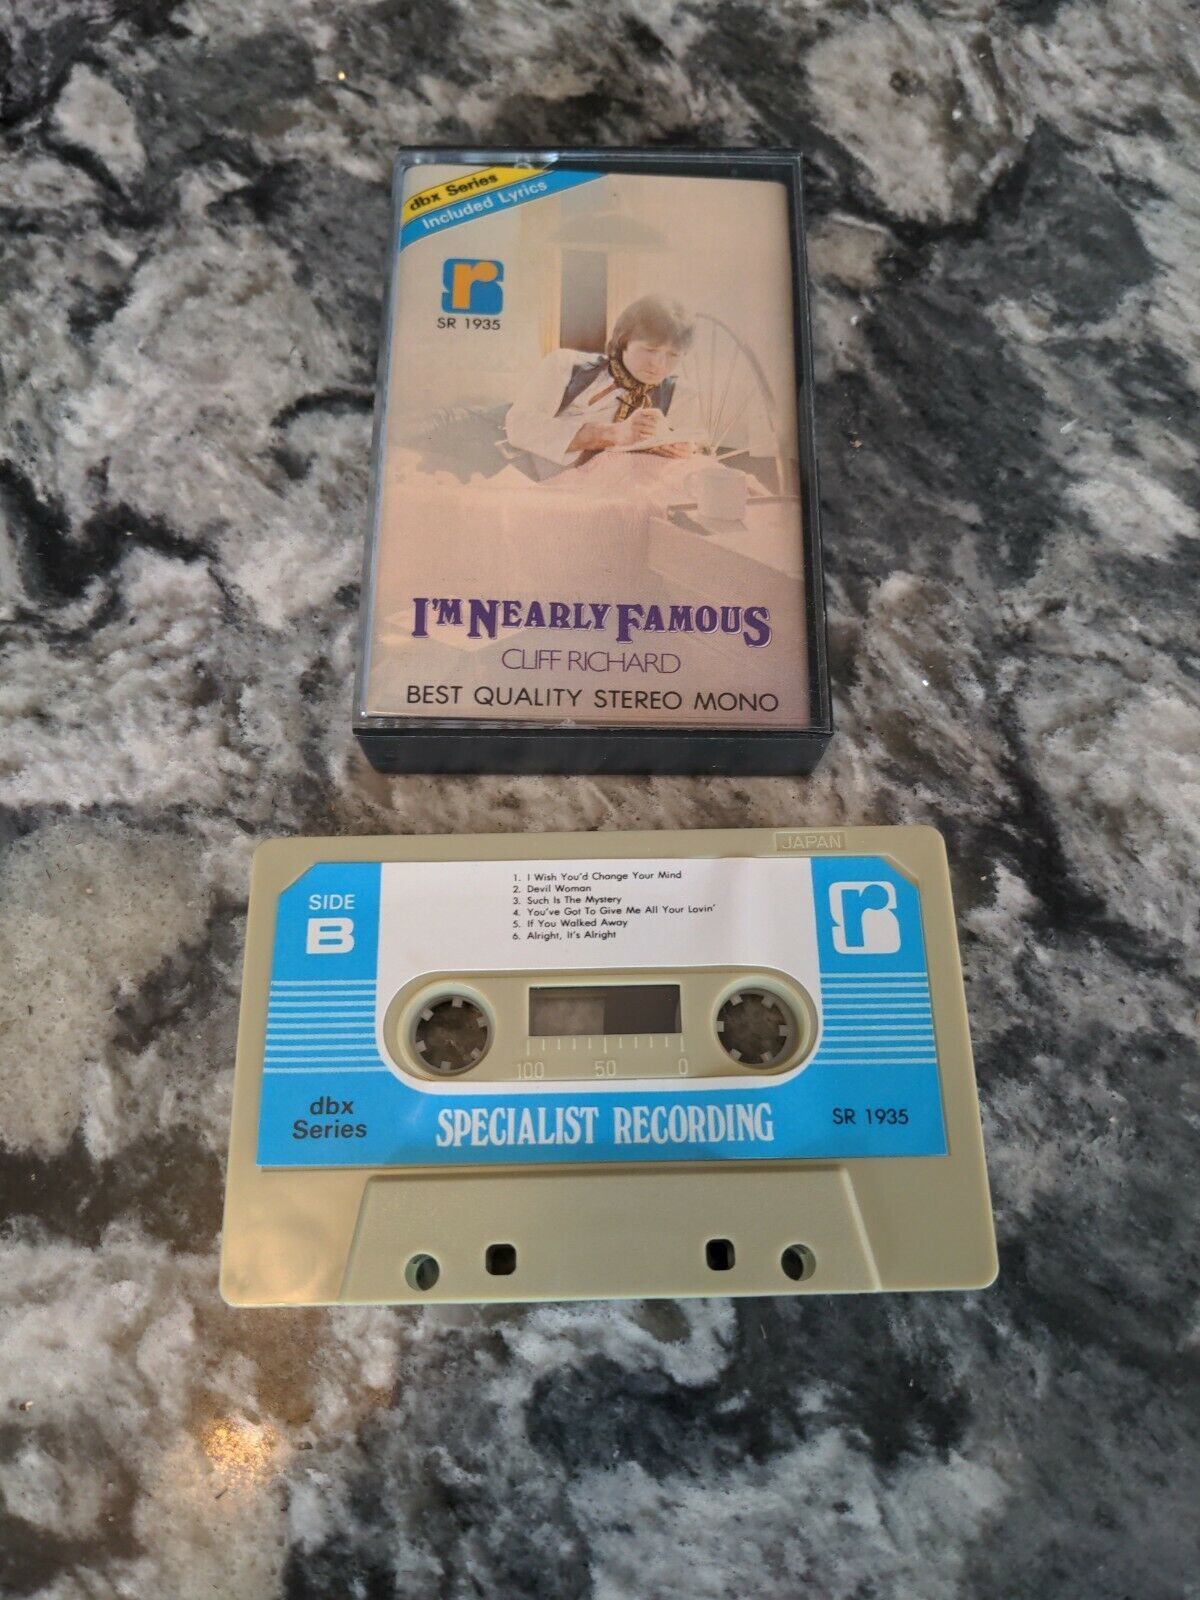 dbx Series
Included Lyrics
r
SR 1935
I'M NEARLY FAMOUS
CLIFF RICHARD
BEST QUALITY STEREO MONO
JAPAN
SIDE
B
1. I Wish You'd Change Your Mind
2. Devil Woman
3. Such Is The Mystery
4. You've Got To Give Me All Your Lovin'
5. If You Walked Away
6. Alright, It's Alright
r
100 50 0
dbx
Series
SPECIALIST RECORDING
SR 1935